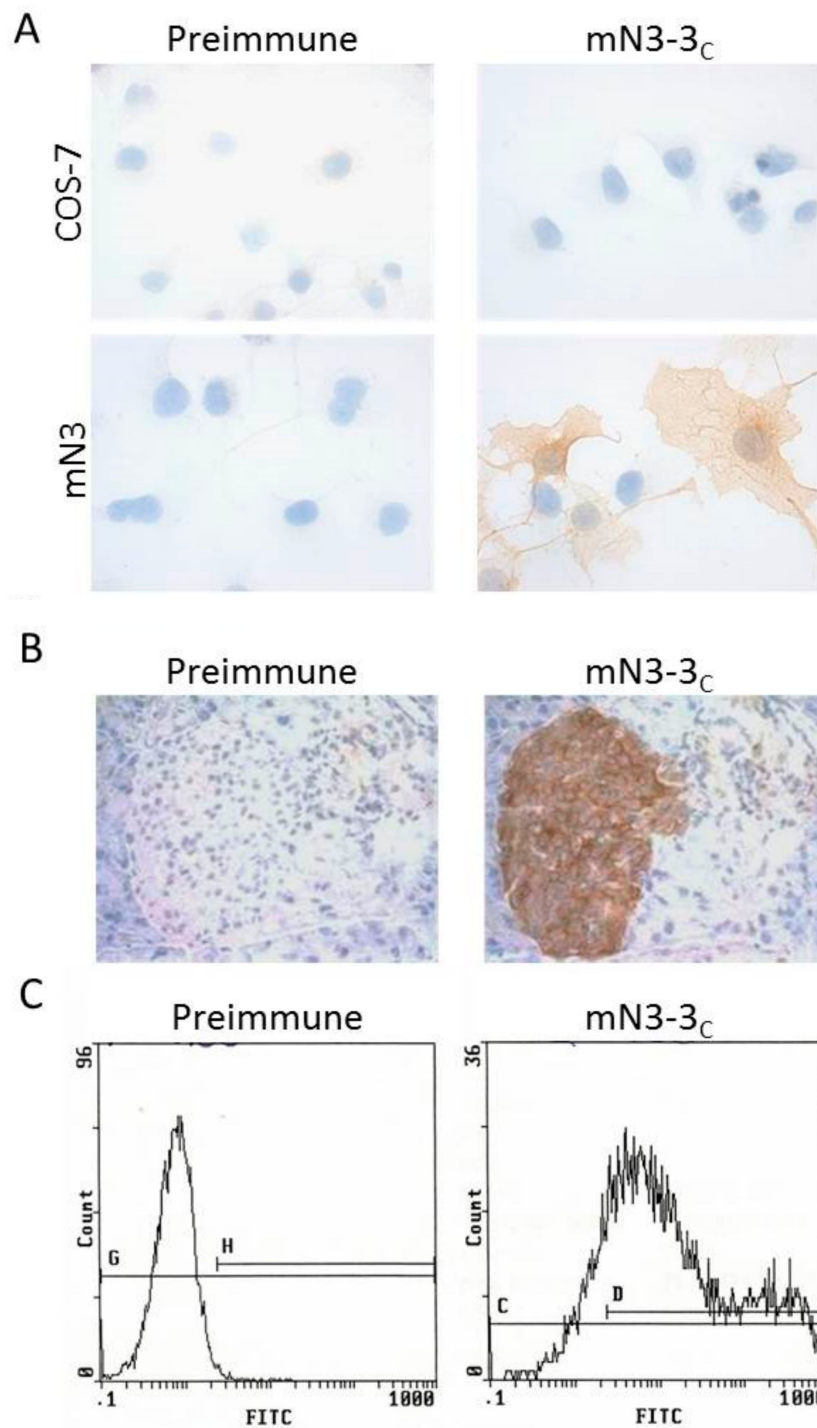 A
Preimmune
mN3-3C
COS-7
mN3
B
Preimmune
mN3-3C
C
Preimmune
mN3-3C
96
Count
0
G
H
.1
1000
FITC
36
Count
0
C
D
.1
1000
FITC